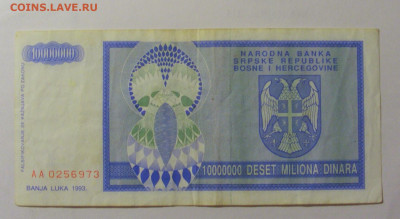 COINS.LAVE.RU
10000000
NARODNA BANKA
SRPSKE REPUBLIKE
BOSNE I HERCEGOVINE
AA 0256973
10000000 DESET MILIONA DINARA
BANJA LUKA 1993.